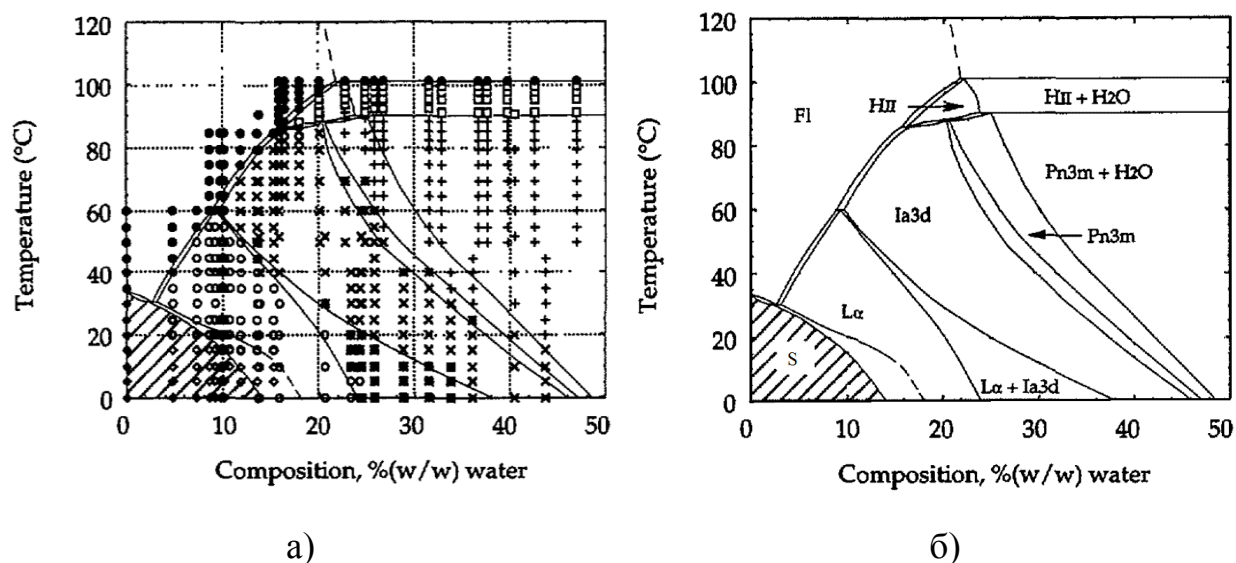 120
100
80
60
40
20
0
Temperature (°C)
0 10 20 30 40 50
Composition, %(w/w) water
а)
120
100
80
60
40
20
0
Temperature (°C)
Fl
HII
HII + H2O
Pn3m + H2O
Ia3d
Pn3m
Lα
S
Lα + Ia3d
0 10 20 30 40 50
Composition, %(w/w) water
б)